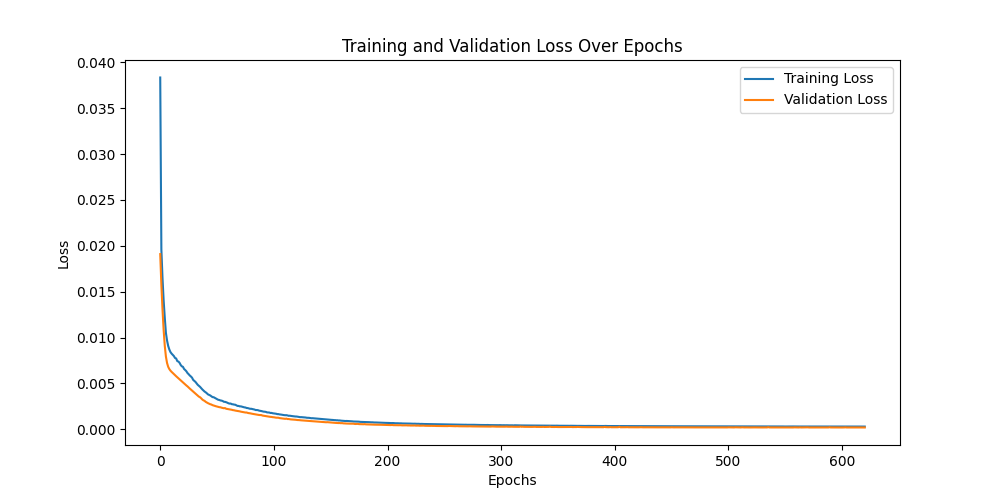 Training and Validation Loss Over Epochs
Training Loss
Validation Loss
Loss
0.040
0.035
0.030
0.025
0.020
0.015
0.010
0.005
0.000
0 100 200 300 400 500 600
Epochs